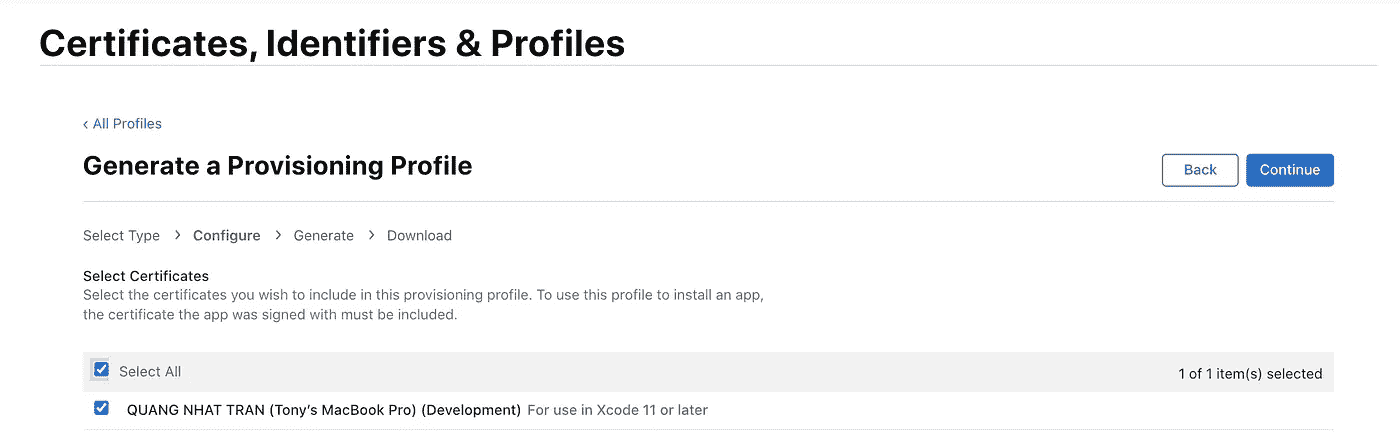 Certificates, Identifiers & Profiles
‹ All Profiles
Generate a Provisioning Profile
Back
Continue
Select Type > Configure > Generate > Download
Select Certificates
Select the certificates you wish to include in this provisioning profile. To use this profile to install an app,
the certificate the app was signed with must be included.
Select All
1 of 1 item(s) selected
QUANG NHAT TRAN (Tony’s MacBook Pro) (Development) For use in Xcode 11 or later